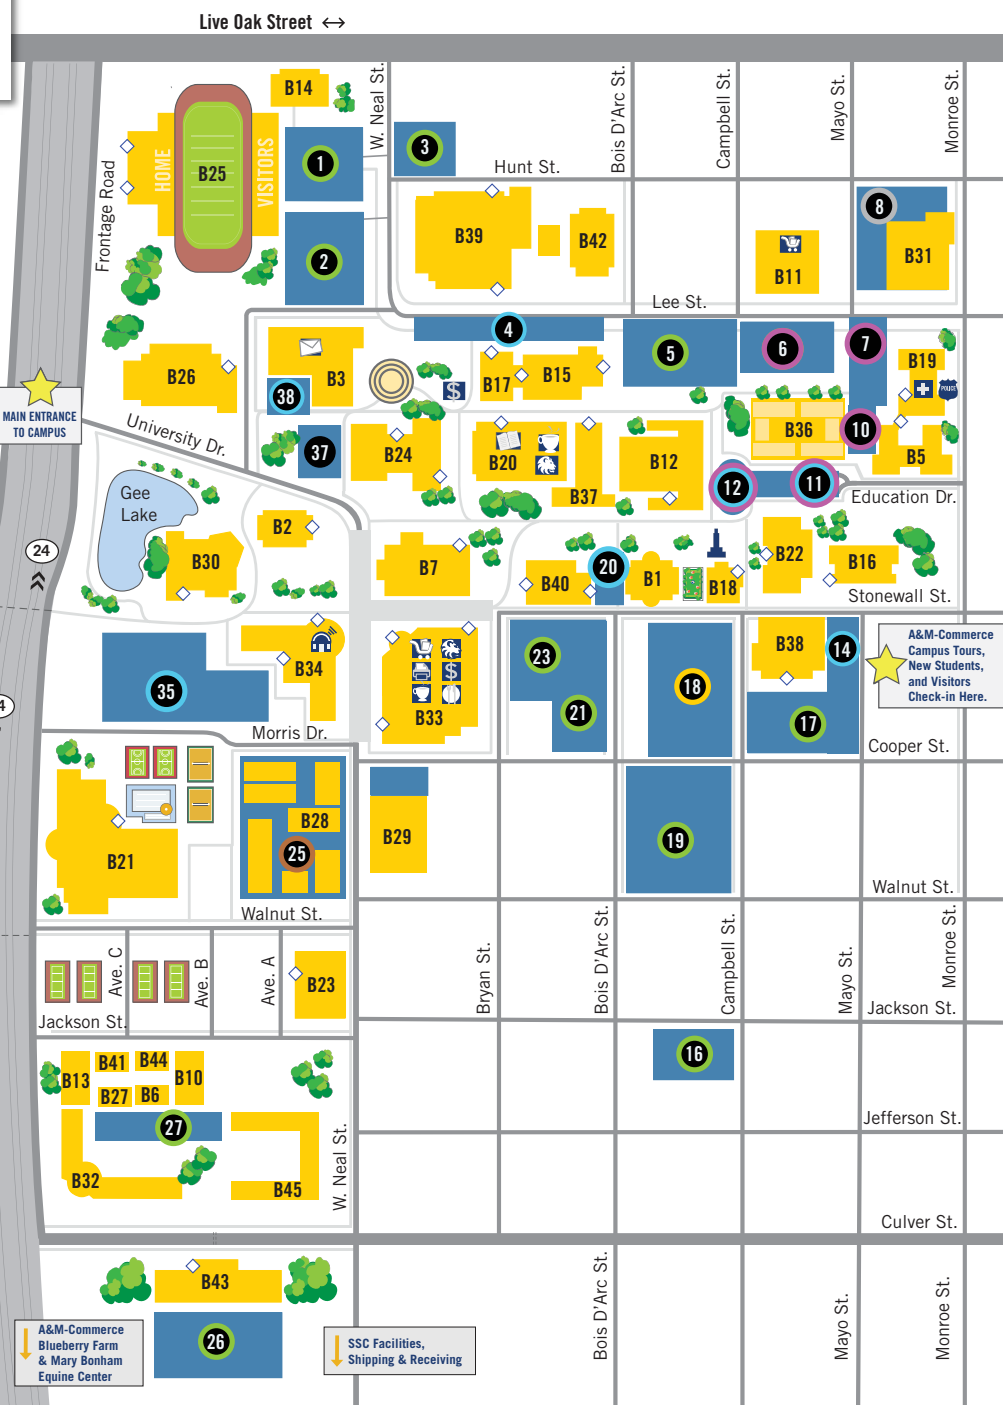 Live Oak Street ↔
B14
W. Neal St.
Bois D'Arc St.
Campbell St.
Mayo St.
Monroe St.
1
3
Hunt St.
HOME
B25
VISITORS
Frontage Road
8
2
B39
B42
B11
B31
Lee St.
4
5
6
7
B26
B3
38
B17
B15
$
B19
POLICE
MAIN ENTRANCE
TO CAMPUS
University Dr.
37
B24
B20
B37
B12
B36
10
B5
12
11
Education Dr.
Gee
Lake
24
B2
B30
B7
B40
20
B1
B18
B22
B16
Stonewall St.
35
B34
$
B33
23
21
18
B38
14
17
A&M-Commerce
Campus Tours,
New Students,
and Visitors
Check-in Here.
4
Morris Dr.
Cooper St.
B21
B28
25
B29
19
Walnut St.
Walnut St.
Ave. C
Ave. B
Ave. A
B23
Bryan St.
Bois D'Arc St.
Campbell St.
Mayo St.
Monroe St.
Jackson St.
Jackson St.
16
B13
B41
B44
B10
B27
B6
27
Jefferson St.
B32
B45
W. Neal St.
Culver St.
B43
26
Bois D'Arc St.
Mayo St.
Monroe St.
A&M-Commerce
Blueberry Farm
& Mary Bonham
Equine Center
SSC Facilities,
Shipping & Receiving